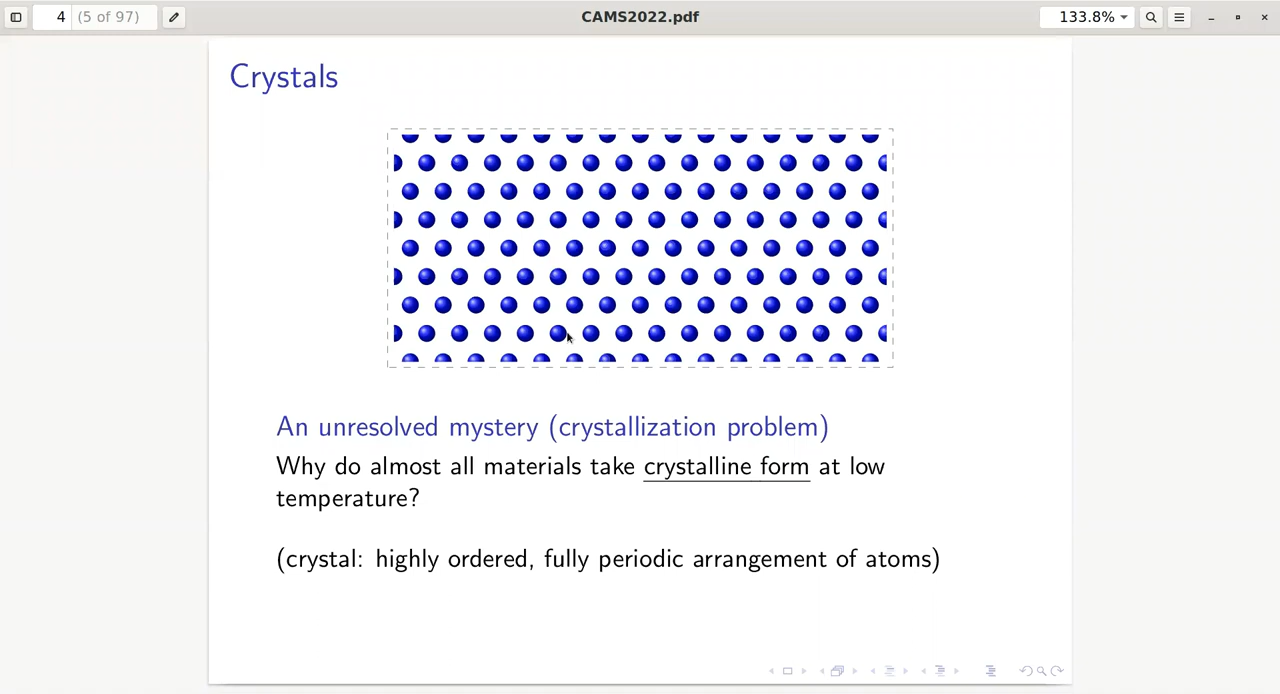 4 (5 of 97) CAMS2022.pdf 133.8%
Crystals
An unresolved mystery (crystallization problem)
Why do almost all materials take crystalline form at low
temperature?
(crystal: highly ordered, fully periodic arrangement of atoms)